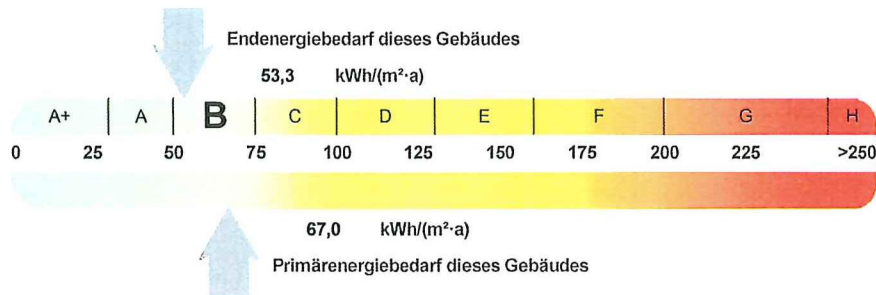 Endenergiebedarf dieses Gebäudes
53,3 kWh/(m²·a)
A+ A B C D E F G H
0 25 50 75 100 125 150 175 200 225 >250
67,0 kWh/(m²·a)
Primärenergiebedarf dieses Gebäudes